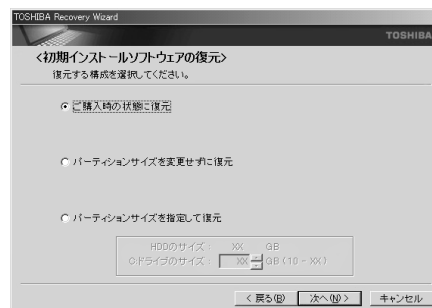 TOSHIBA Recovery Wizard
TOSHIBA
<初期インストールソフトウェアの復元>
復元する構成を選択してください。
ご購入時の状態に復元
パーティションサイズを変更せずに復元
パーティションサイズを指定して復元
HDDのサイズ： XX GB
C:ドライブのサイズ： XX GB (10 - XX)
< 戻る(B) 次へ(N) > キャンセル